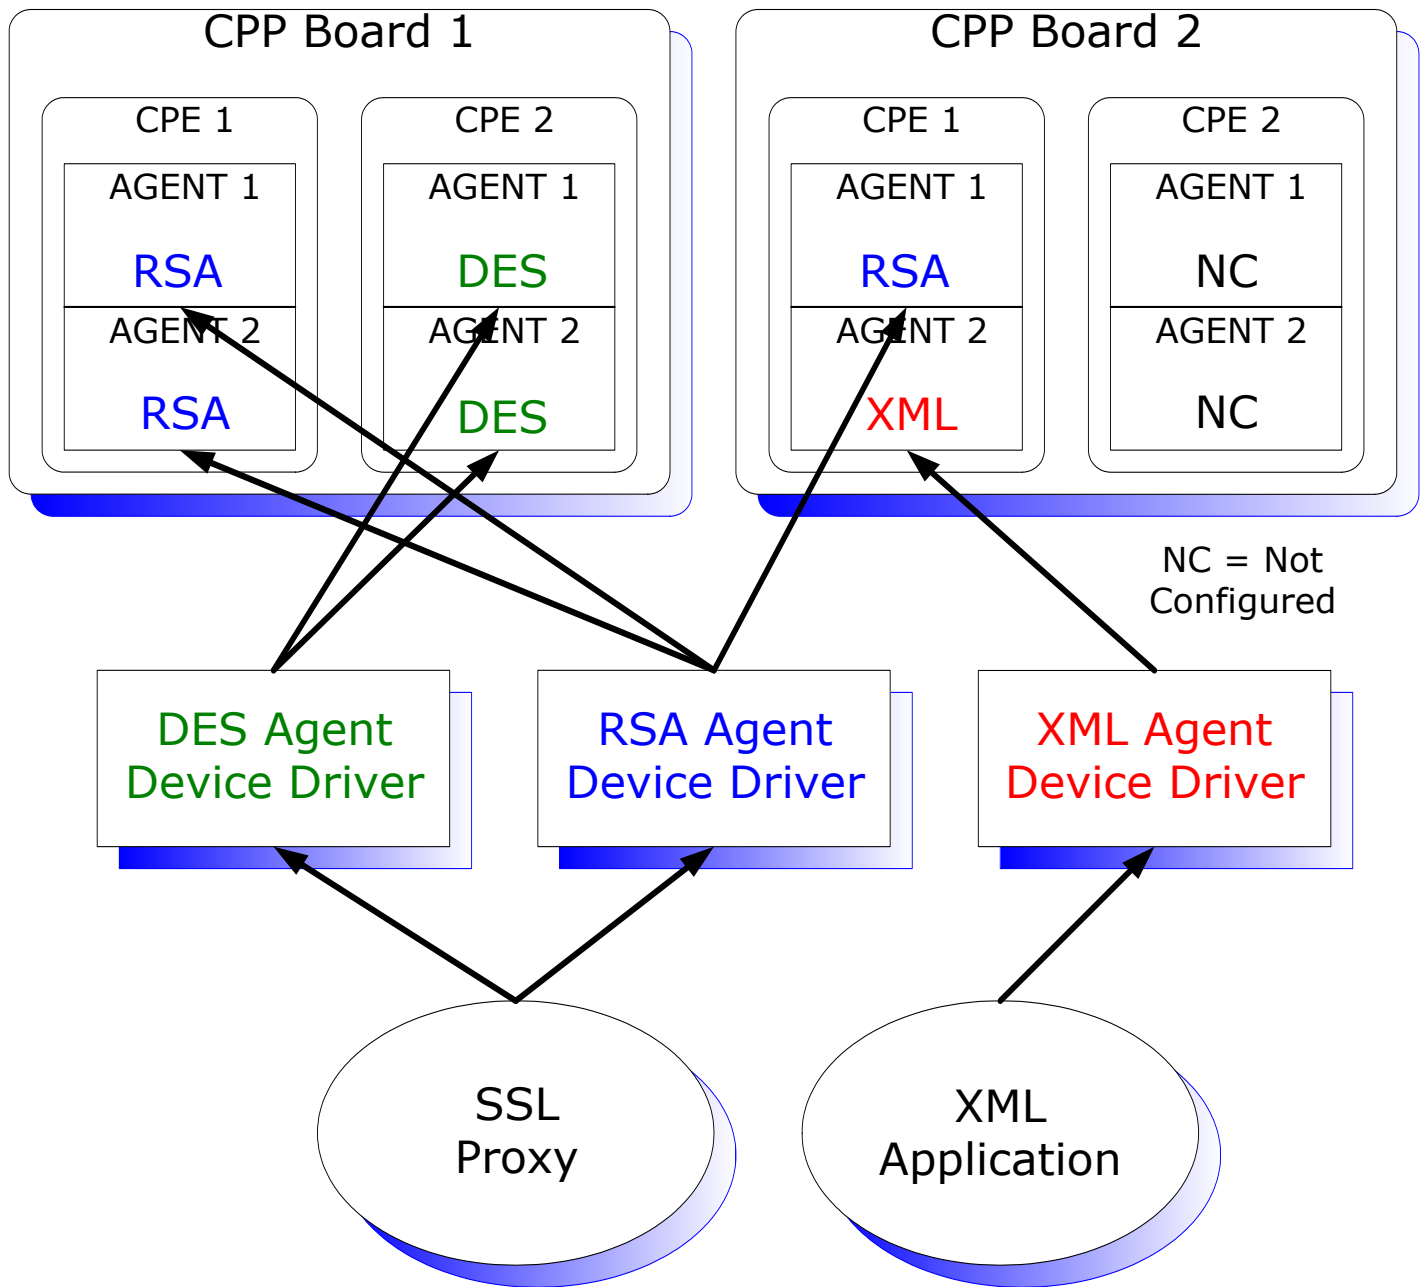 CPP Board 1
CPP Board 2
CPE 1
CPE 2
CPE 1
CPE 2
AGENT 1
AGENT 1
AGENT 1
AGENT 1
RSA
DES
RSA
NC
AGENT 2
AGENT 2
AGENT 2
AGENT 2
RSA
DES
XML
NC
NC = Not
Configured
DES Agent
Device Driver
RSA Agent
Device Driver
XML Agent
Device Driver
SSL
Proxy
XML
Application